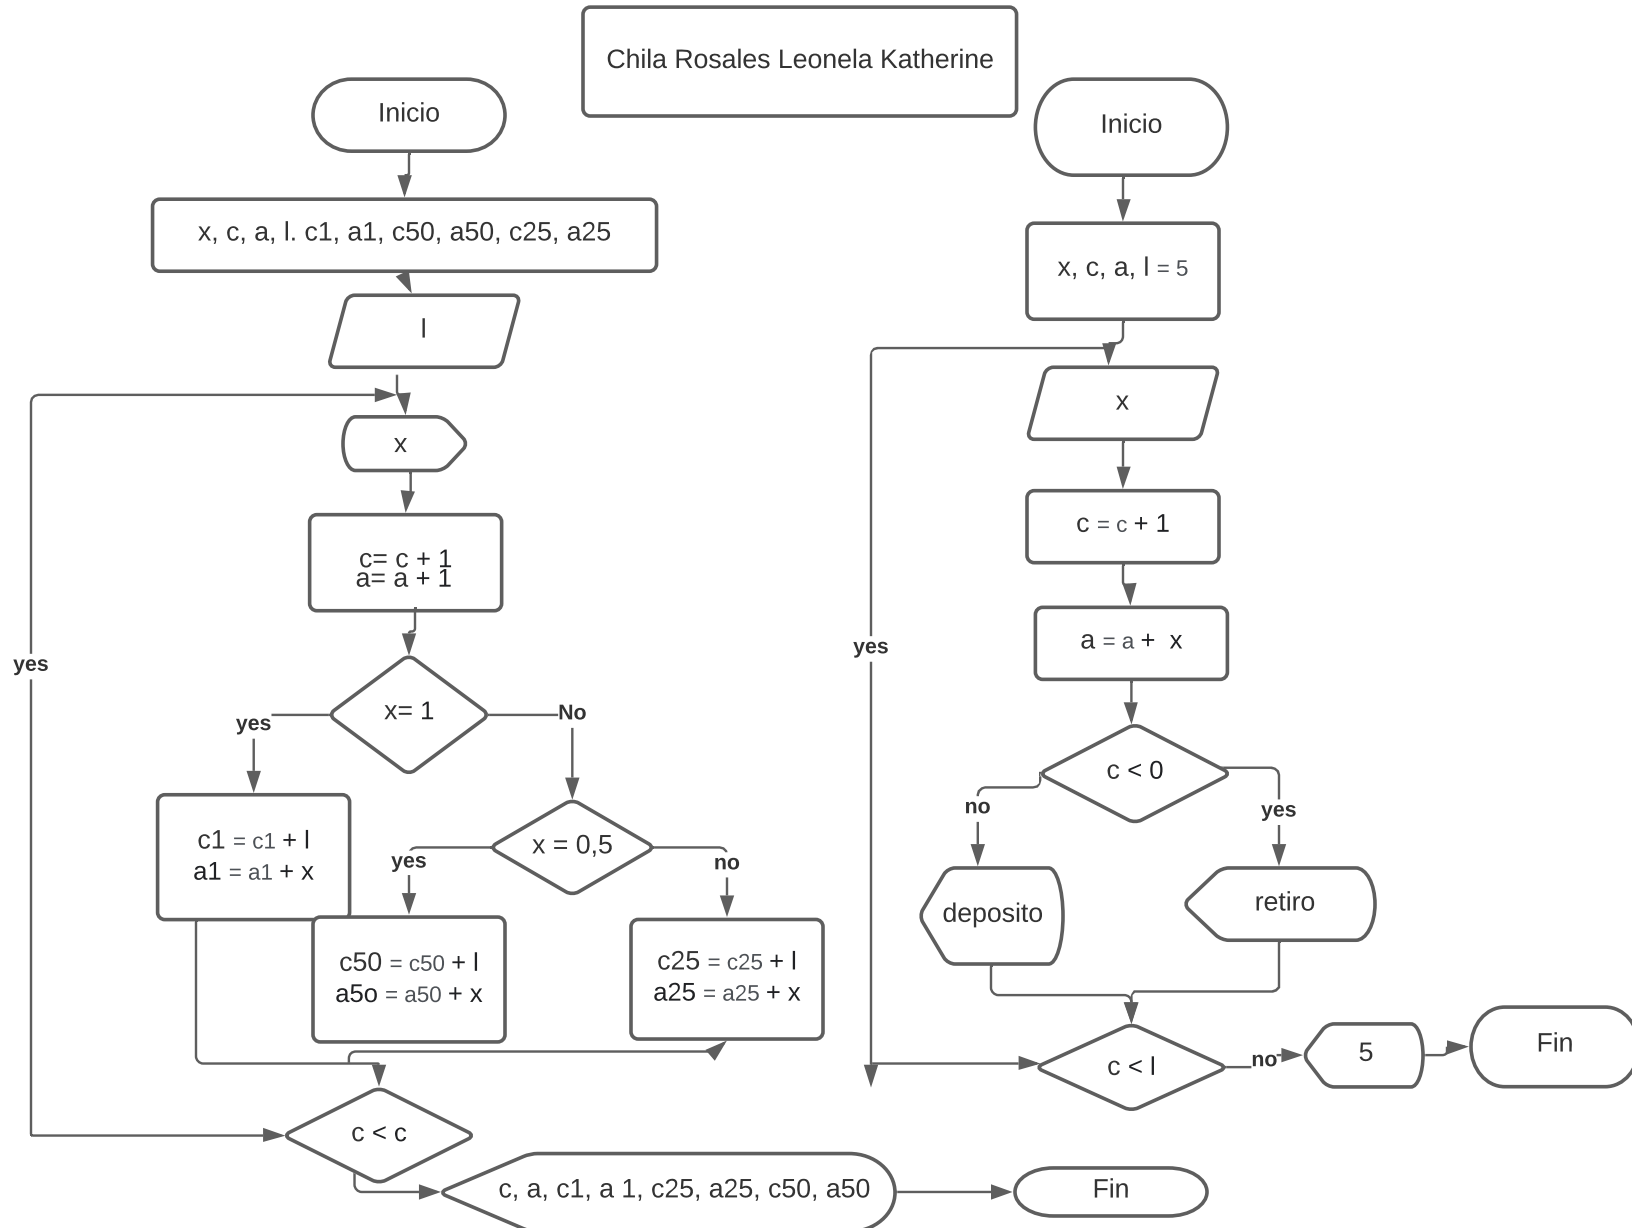 Chila Rosales Leonela Katherine
Inicio
x, c, a, l. c1, a1, c50, a50, c25, a25
l
x
c= c + 1
a= a + 1
x= 1
yes
No
c1 = c1 + l
a1 = a1 + x
x = 0,5
yes
no
c50 = c50 + l
a5o = a50 + x
c25 = c25 + l
a25 = a25 + x
yes
c < c
c, a, c1, a 1, c25, a25, c50, a50
Fin
Inicio
x, c, a, l = 5
x
c = c + 1
a = a + x
yes
c < 0
no
yes
deposito
retiro
c < l
no
5
Fin